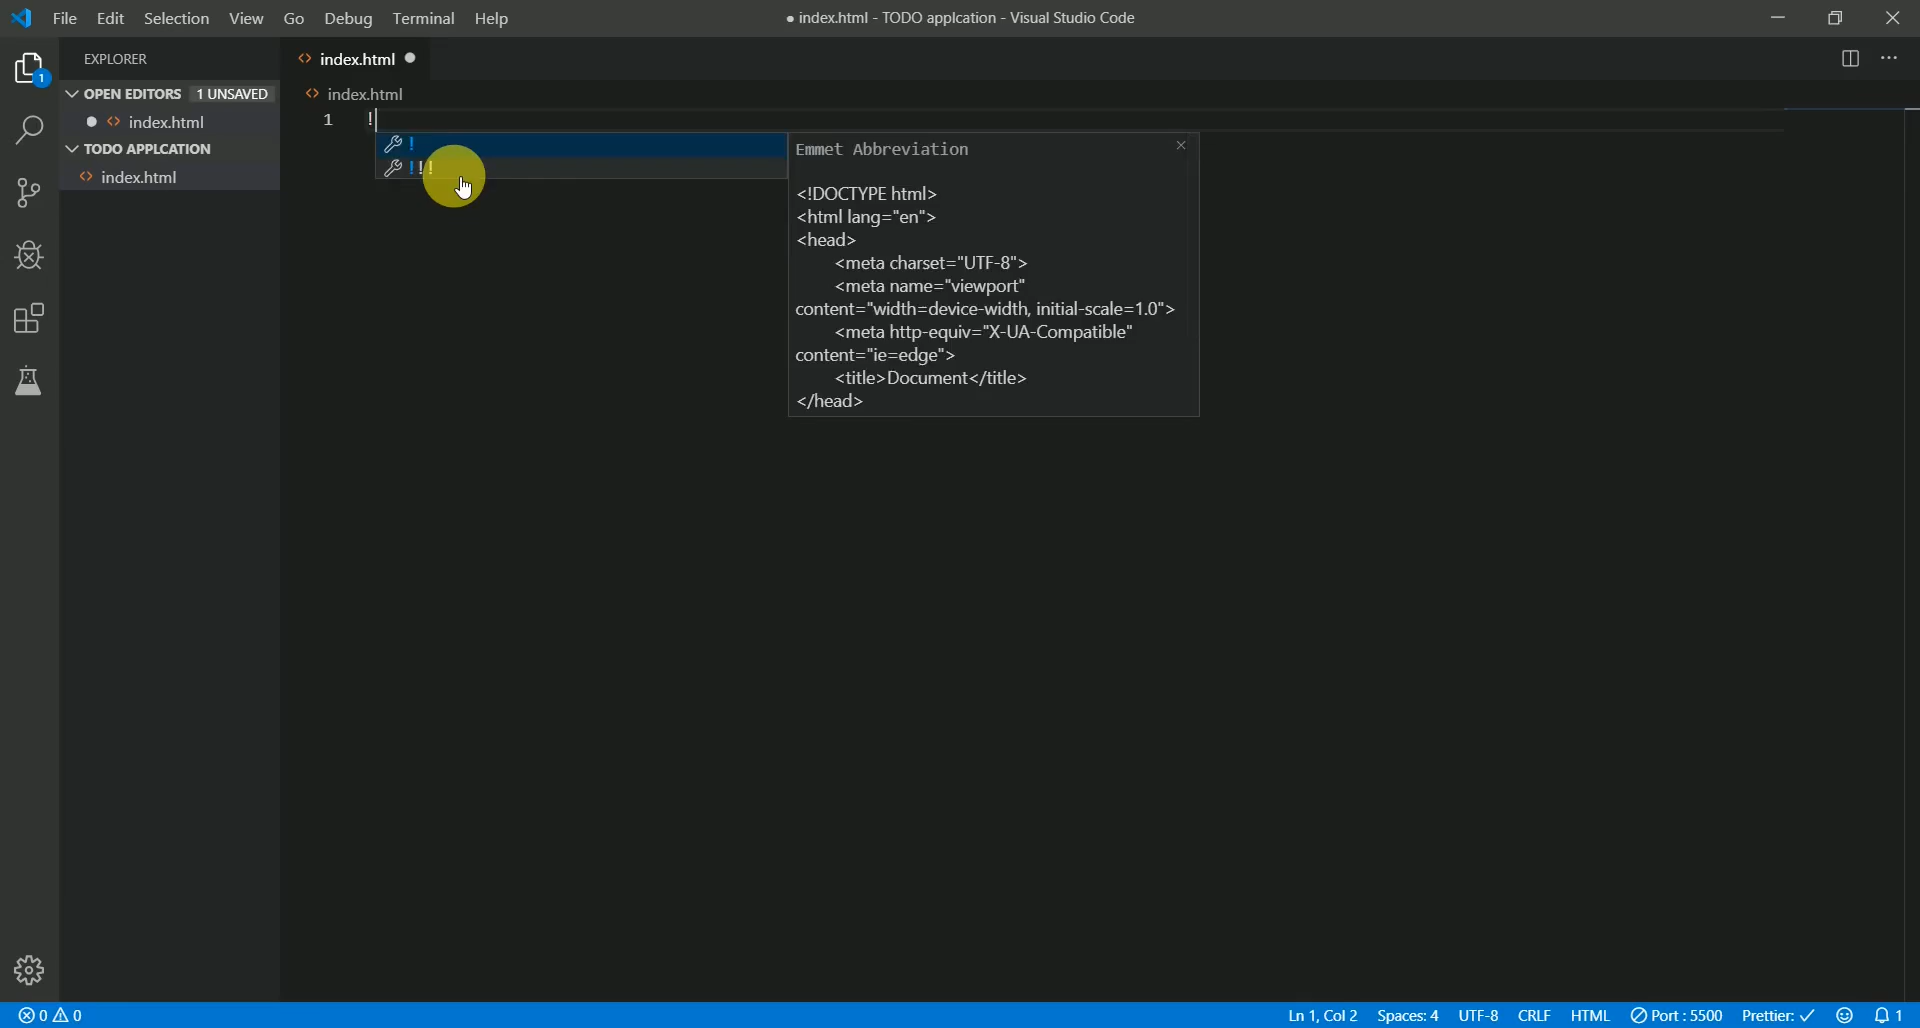 File Edit Selection View Go Debug Terminal Help
● index.html - TODO applcation - Visual Studio Code
EXPLORER
index.html ●
1
OPEN EDITORS 1 UNSAVED
● index.html
TODO APPLCATION
index.html
index.html
1 !
!
!!!
Emmet Abbreviation
<!DOCTYPE html>
<html lang="en">
<head>
<meta charset="UTF-8">
<meta name="viewport"
content="width=device-width, initial-scale=1.0">
<meta http-equiv="X-UA-Compatible"
content="ie=edge">
<title>Document</title>
</head>
0 0
Ln 1, Col 2 Spaces: 4 UTF-8 CRLF HTML Port : 5500 Prettier: ✓ 1